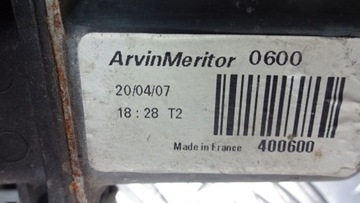 ArvinMeritor 0600
20/04/07
18:28 T2
Made in France 400600